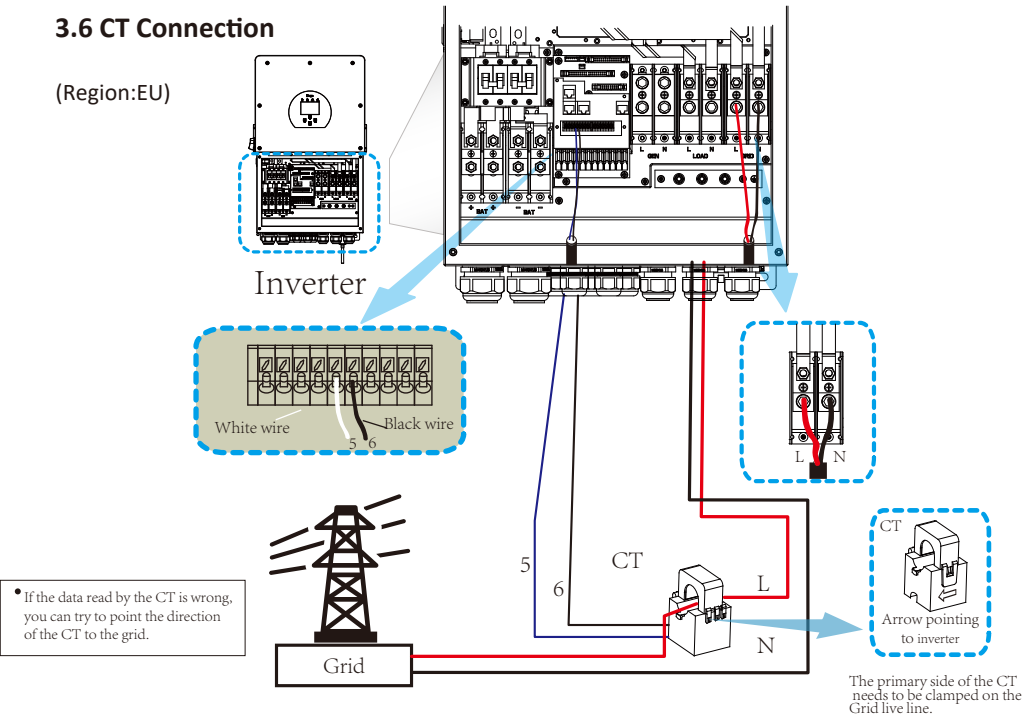 3.6 CT Connection
(Region:EU)
Inverter
L N L N L N
GEN LOAD GRID
+ + − −
BAT BAT
White wire
Black wire
5 6
L N
CT
Arrow pointing
to inverter
5
6
CT
L
N
Grid
• If the data read by the CT is wrong,
you can try to point the direction
of the CT to the grid.
The primary side of the CT
needs to be clamped on the
Grid live line.